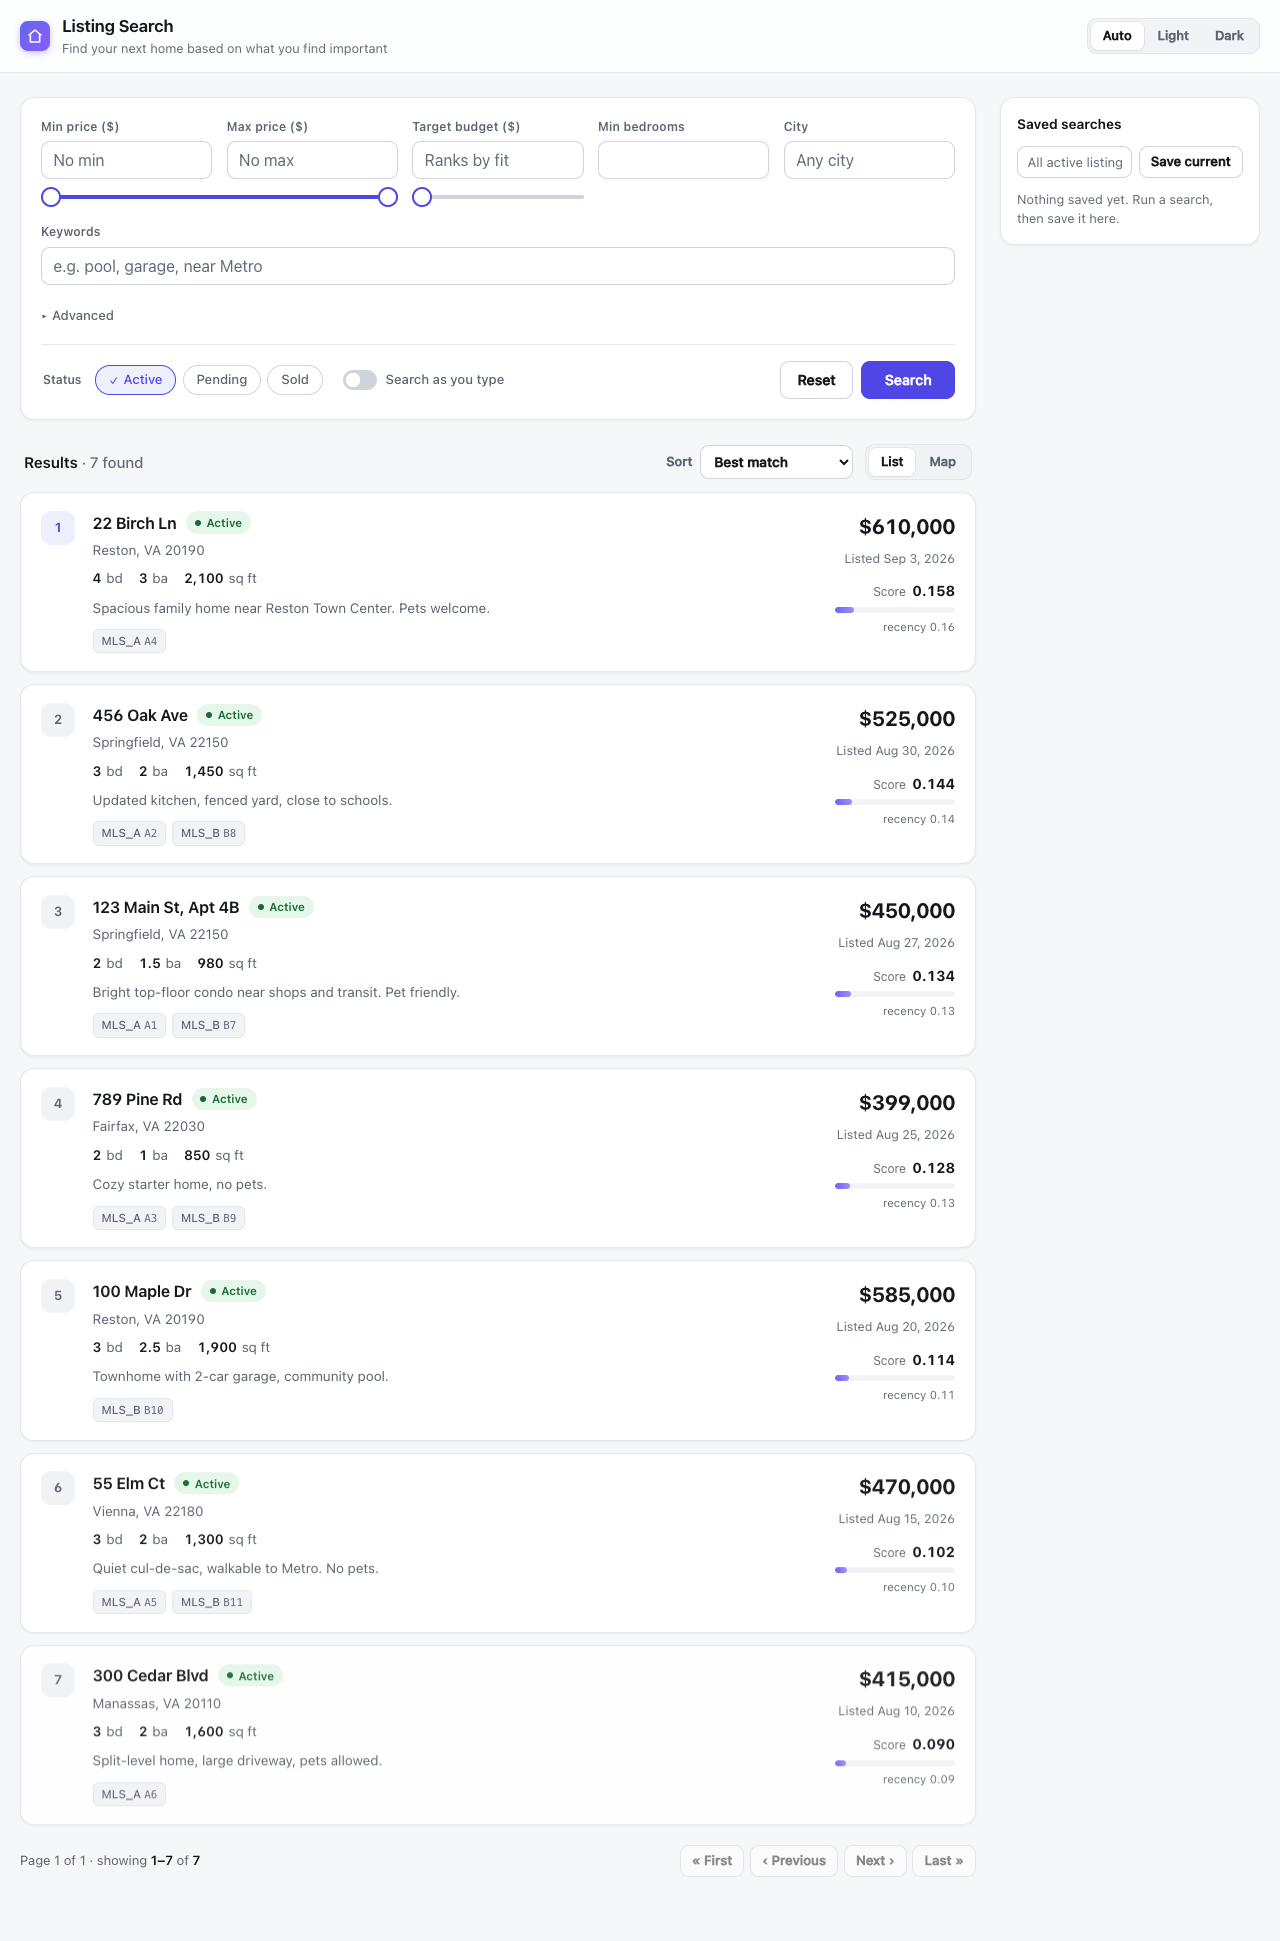 Listing Search
Find your next home based on what you find important
Auto Light Dark
Min price ($) Max price ($) Target budget ($) Min bedrooms City
No min No max Ranks by fit Any city
Keywords
e.g. pool, garage, near Metro
▸ Advanced
Status ✓ Active Pending Sold Search as you type Reset Search
Saved searches
All active listing Save current
Nothing saved yet. Run a search,
then save it here.
Results · 7 found Sort Best match List Map
1 22 Birch Ln Active $610,000
Reston, VA 20190 Listed Sep 3, 2026
4 bd 3 ba 2,100 sq ft Score 0.158
Spacious family home near Reston Town Center. Pets welcome. recency 0.16
MLS_A A4
2 456 Oak Ave Active $525,000
Springfield, VA 22150 Listed Aug 30, 2026
3 bd 2 ba 1,450 sq ft Score 0.144
Updated kitchen, fenced yard, close to schools. recency 0.14
MLS_A A2 MLS_B B8
3 123 Main St, Apt 4B Active $450,000
Springfield, VA 22150 Listed Aug 27, 2026
2 bd 1.5 ba 980 sq ft Score 0.134
Bright top-floor condo near shops and transit. Pet friendly. recency 0.13
MLS_A A1 MLS_B B7
4 789 Pine Rd Active $399,000
Fairfax, VA 22030 Listed Aug 25, 2026
2 bd 1 ba 850 sq ft Score 0.128
Cozy starter home, no pets. recency 0.13
MLS_A A3 MLS_B B9
5 100 Maple Dr Active $585,000
Reston, VA 20190 Listed Aug 20, 2026
3 bd 2.5 ba 1,900 sq ft Score 0.114
Townhome with 2-car garage, community pool. recency 0.11
MLS_B B10
6 55 Elm Ct Active $470,000
Vienna, VA 22180 Listed Aug 15, 2026
3 bd 2 ba 1,300 sq ft Score 0.102
Quiet cul-de-sac, walkable to Metro. No pets. recency 0.10
MLS_A A5 MLS_B B11
7 300 Cedar Blvd Active $415,000
Manassas, VA 20110 Listed Aug 10, 2026
3 bd 2 ba 1,600 sq ft Score 0.090
Split-level home, large driveway, pets allowed. recency 0.09
MLS_A A6
Page 1 of 1 · showing 1–7 of 7 « First ‹ Previous Next › Last »